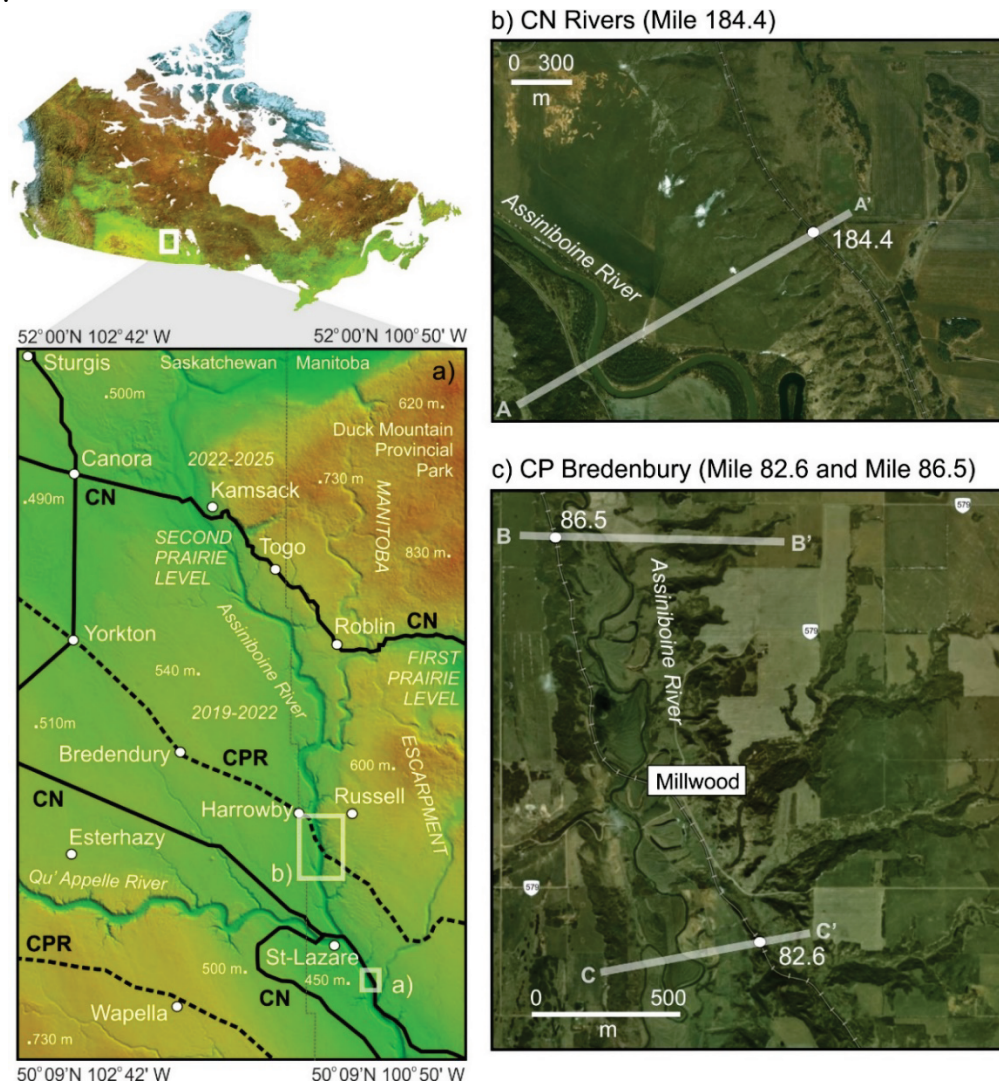 52°00'N 102°42' W
52°00'N 100°50' W
a)
Sturgis
Saskatchewan
Manitoba
.500m
620 m.
Duck Mountain
Provincial
Park
Canora
2022-2025
.730 m
.490m
CN
Kamsack
MANITOBA
SECOND
PRAIRIE
LEVEL
Togo
830 m.
Assiniboine River
Roblin
CN
Yorkton
FIRST
PRAIRIE
LEVEL
540 m.
.510m
2019-2022
Bredendury
CPR
600 m.
ESCARPMENT
CN
Harrowby
Russell
Esterhazy
b)
Qu' Appelle River
CPR
St-Lazare
500 m.
450 m.
a)
CN
Wapella
.730 m
50°09'N 102°42' W
50°09'N 100°50' W
b) CN Rivers (Mile 184.4)
0 300
m
A'
Assiniboine River
184.4
A
c) CP Bredenbury (Mile 82.6 and Mile 86.5)
86.5
579
B
B'
Assiniboine River
579
Millwood
579
C'
C
82.6
0 500
m